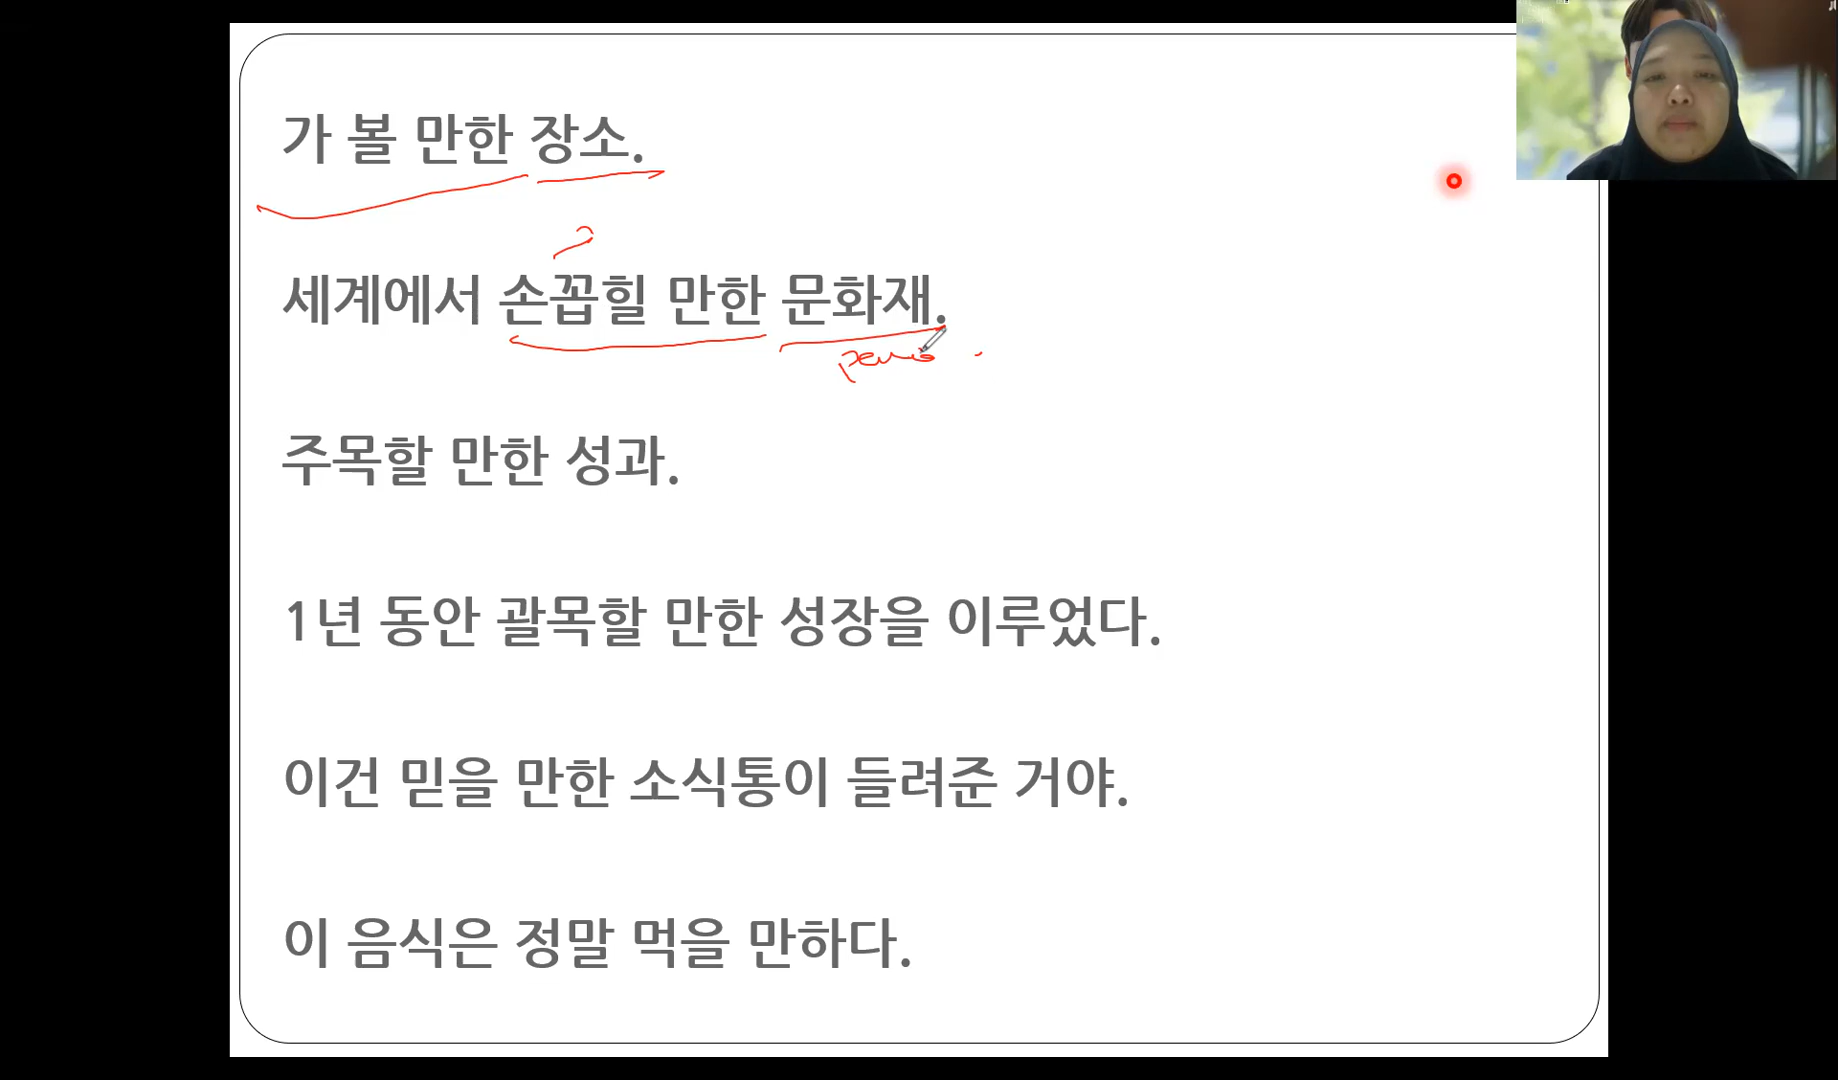 가 볼 만한 장소.
세계에서 손꼽힐 만한 문화재.
주목할 만한 성과.
1년 동안 괄목할 만한 성장을 이루었다.
이건 믿을 만한 소식통이 들려준 거야.
이 음식은 정말 먹을 만하다.